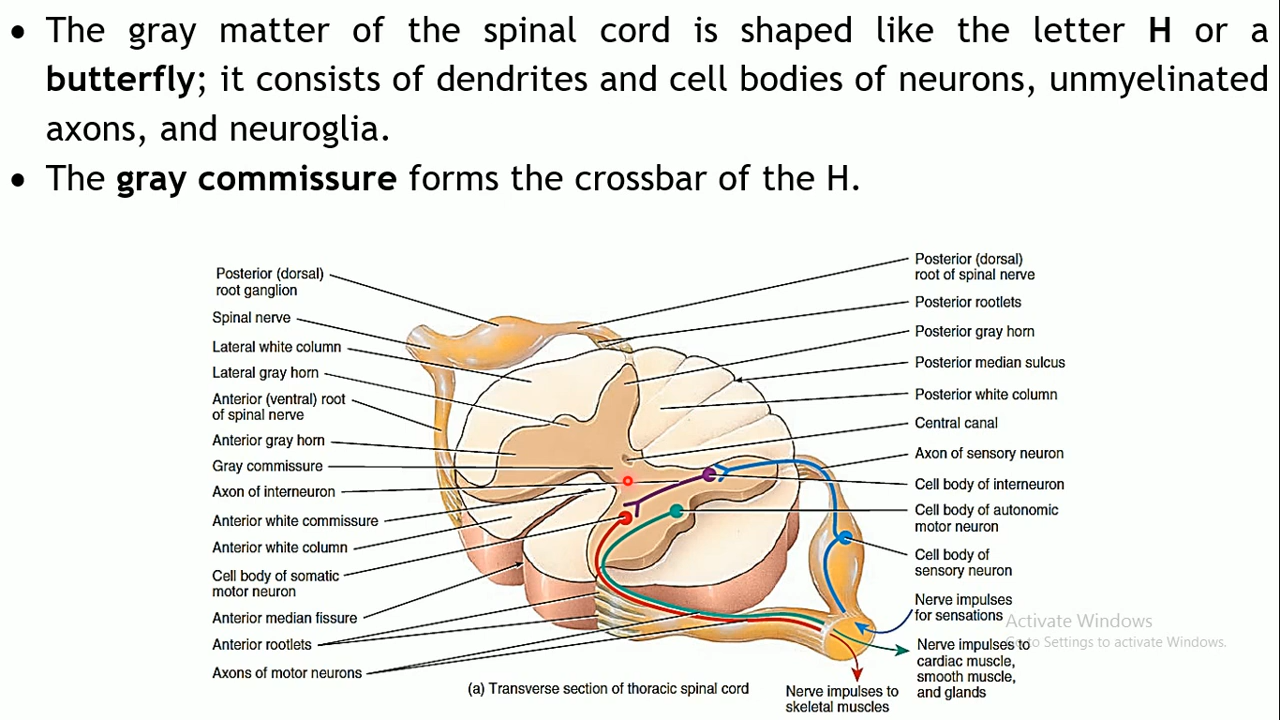 • The gray matter of the spinal cord is shaped like the letter H or a
butterfly; it consists of dendrites and cell bodies of neurons, unmyelinated
axons, and neuroglia.
• The gray commissure forms the crossbar of the H.
Posterior (dorsal)
root ganglion
Spinal nerve
Lateral white column
Lateral gray horn
Anterior (ventral) root
of spinal nerve
Anterior gray horn
Gray commissure
Axon of interneuron
Anterior white commissure
Anterior white column
Cell body of somatic
motor neuron
Anterior median fissure
Anterior rootlets
Axons of motor neurons
Posterior (dorsal)
root of spinal nerve
Posterior rootlets
Posterior gray horn
Posterior median sulcus
Posterior white column
Central canal
Axon of sensory neuron
Cell body of interneuron
Cell body of autonomic
motor neuron
Cell body of
sensory neuron
Nerve impulses
for sensations
Nerve impulses to
cardiac muscle,
smooth muscle,
and glands
Nerve impulses to
skeletal muscles
(a) Transverse section of thoracic spinal cord
Activate Windows
Go to Settings to activate Windows.